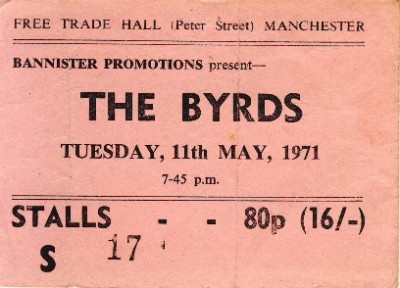 FREE TRADE HALL (Peter Street) MANCHESTER
BANNISTER PROMOTIONS present—
THE BYRDS
TUESDAY, 11th MAY, 1971
7-45 p.m.
STALLS - - 80p (16/-)
S 17